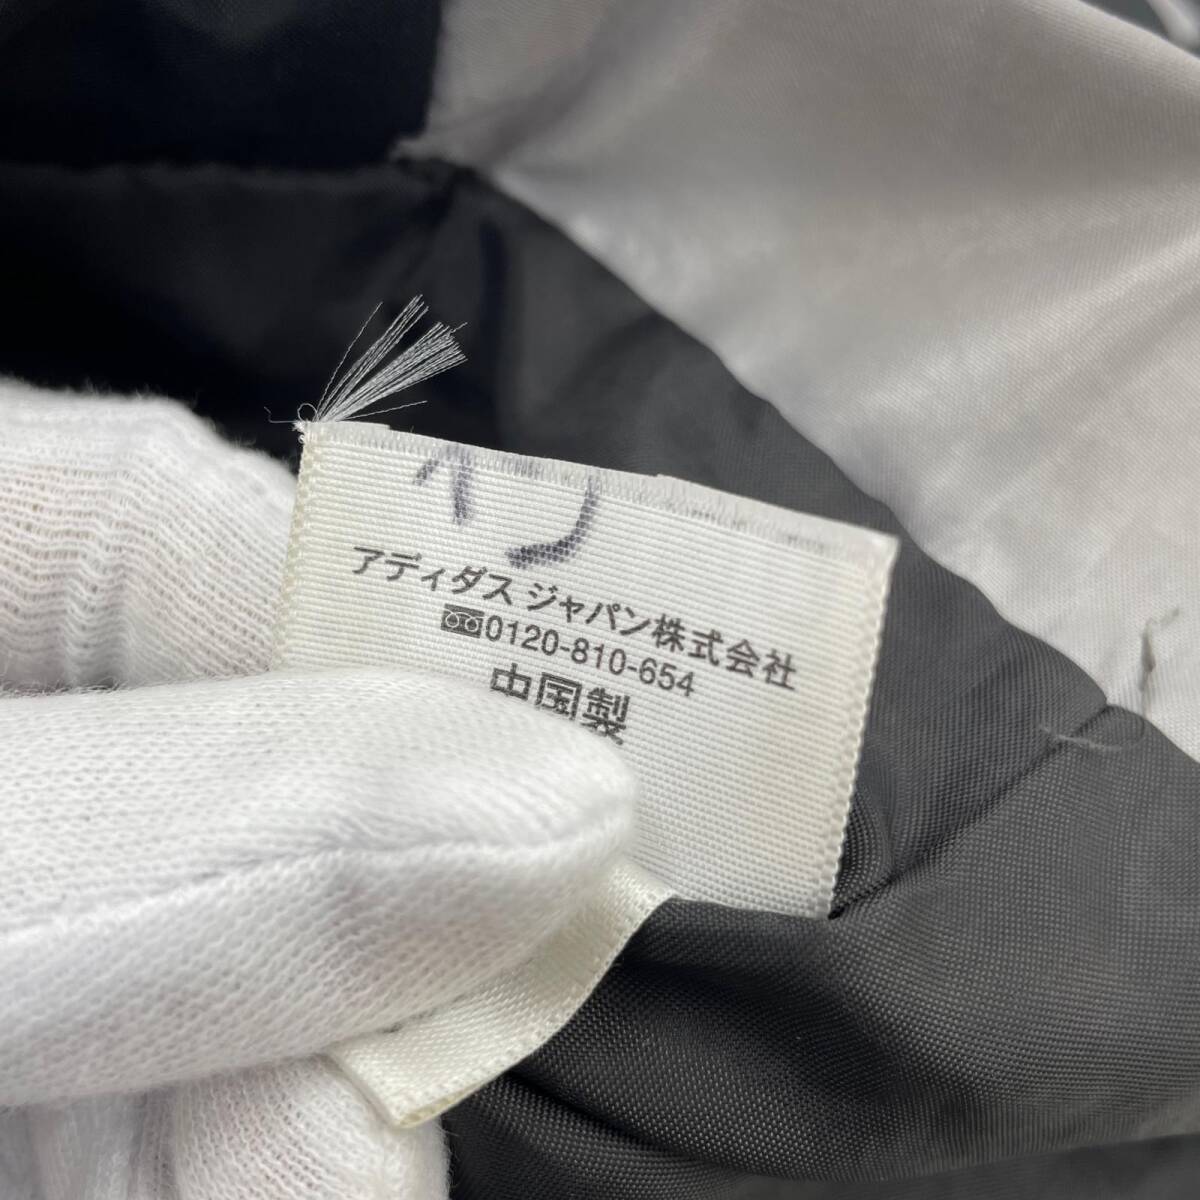 アディダス ジャパン株式会社
0120-810-654
中国製